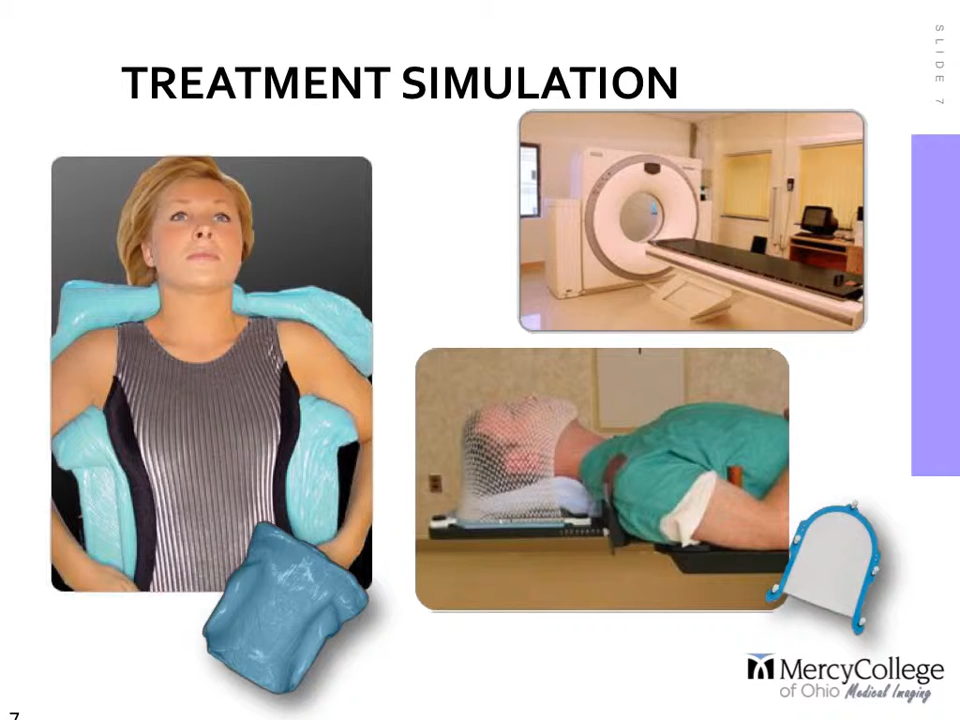 TREATMENT SIMULATION
SLIDE 7
MercyCollege
of Ohio Medical Imaging
7